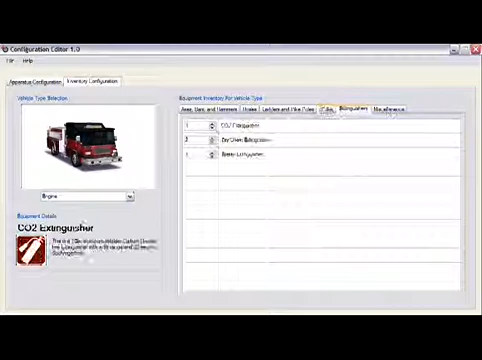 Configuration Editor 1.0
File Help
Apparatus Configuration Inventory Configuration
Vehicle Type Selection
Equipment Inventory For Vehicle Type
Axes, Bars, and Hammers Hoses Ladders and Pike Poles Extinguishers Miscellaneous
1 CO2 Extinguisher
2 Dry Chem Extinguisher
1 Water Extinguisher
Engine
Equipment Details
CO2 Extinguisher